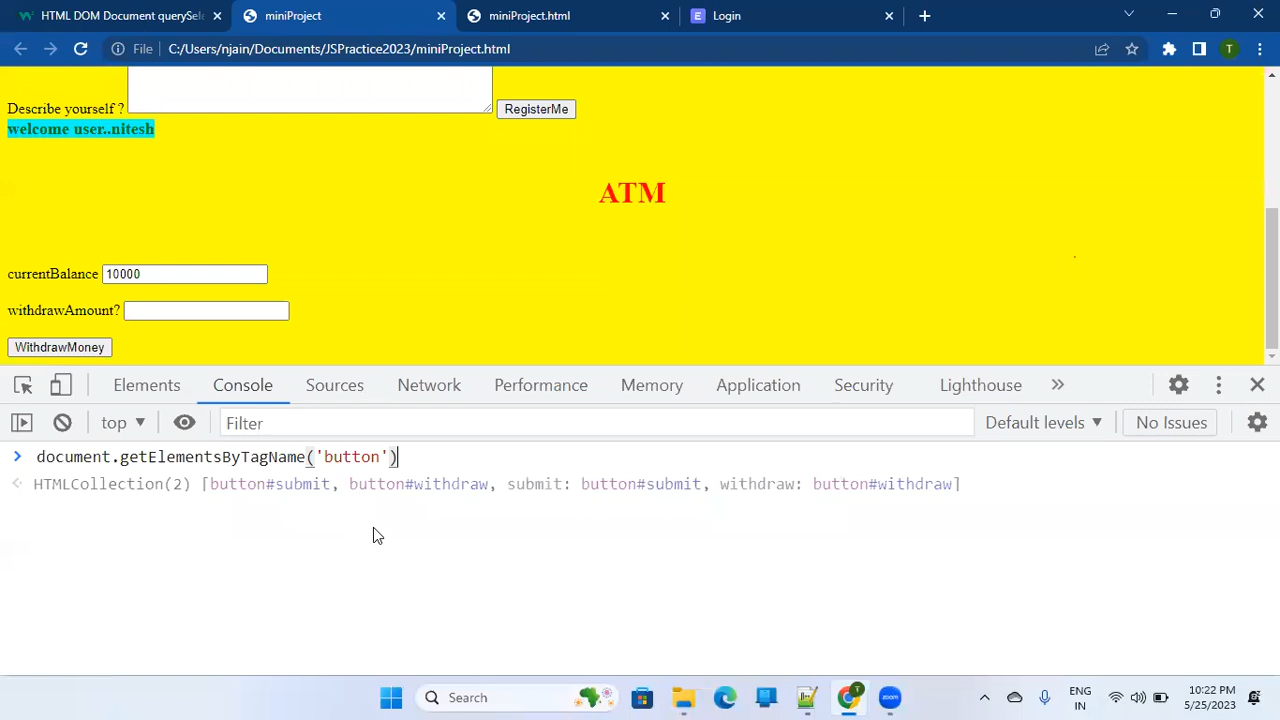 HTML DOM Document querySele
miniProject
miniProject.html
Login
File
C:/Users/njain/Documents/JSPractice2023/miniProject.html
T
Describe yourself ?
RegisterMe
welcome user..nitesh
ATM
currentBalance 10000
withdrawAmount?
WithdrawMoney
Elements
Console
Sources
Network
Performance
Memory
Application
Security
Lighthouse
top
Filter
Default levels
No Issues
document.getElementsByTagName('button')
HTMLCollection(2) [button#submit, button#withdraw, submit: button#submit, withdraw: button#withdraw]
Search
T
zoom
ENG
IN
10:22 PM
5/25/2023